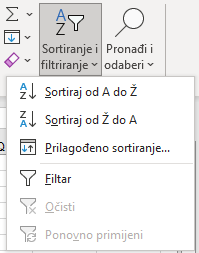 Sortiranje i
filtriranje
Pronađi i
odaberi
Sortiraj od A do Ž
Sortiraj od Ž do A
Prilagođeno sortiranje...
Filtar
Očisti
Ponovno primijeni
Q